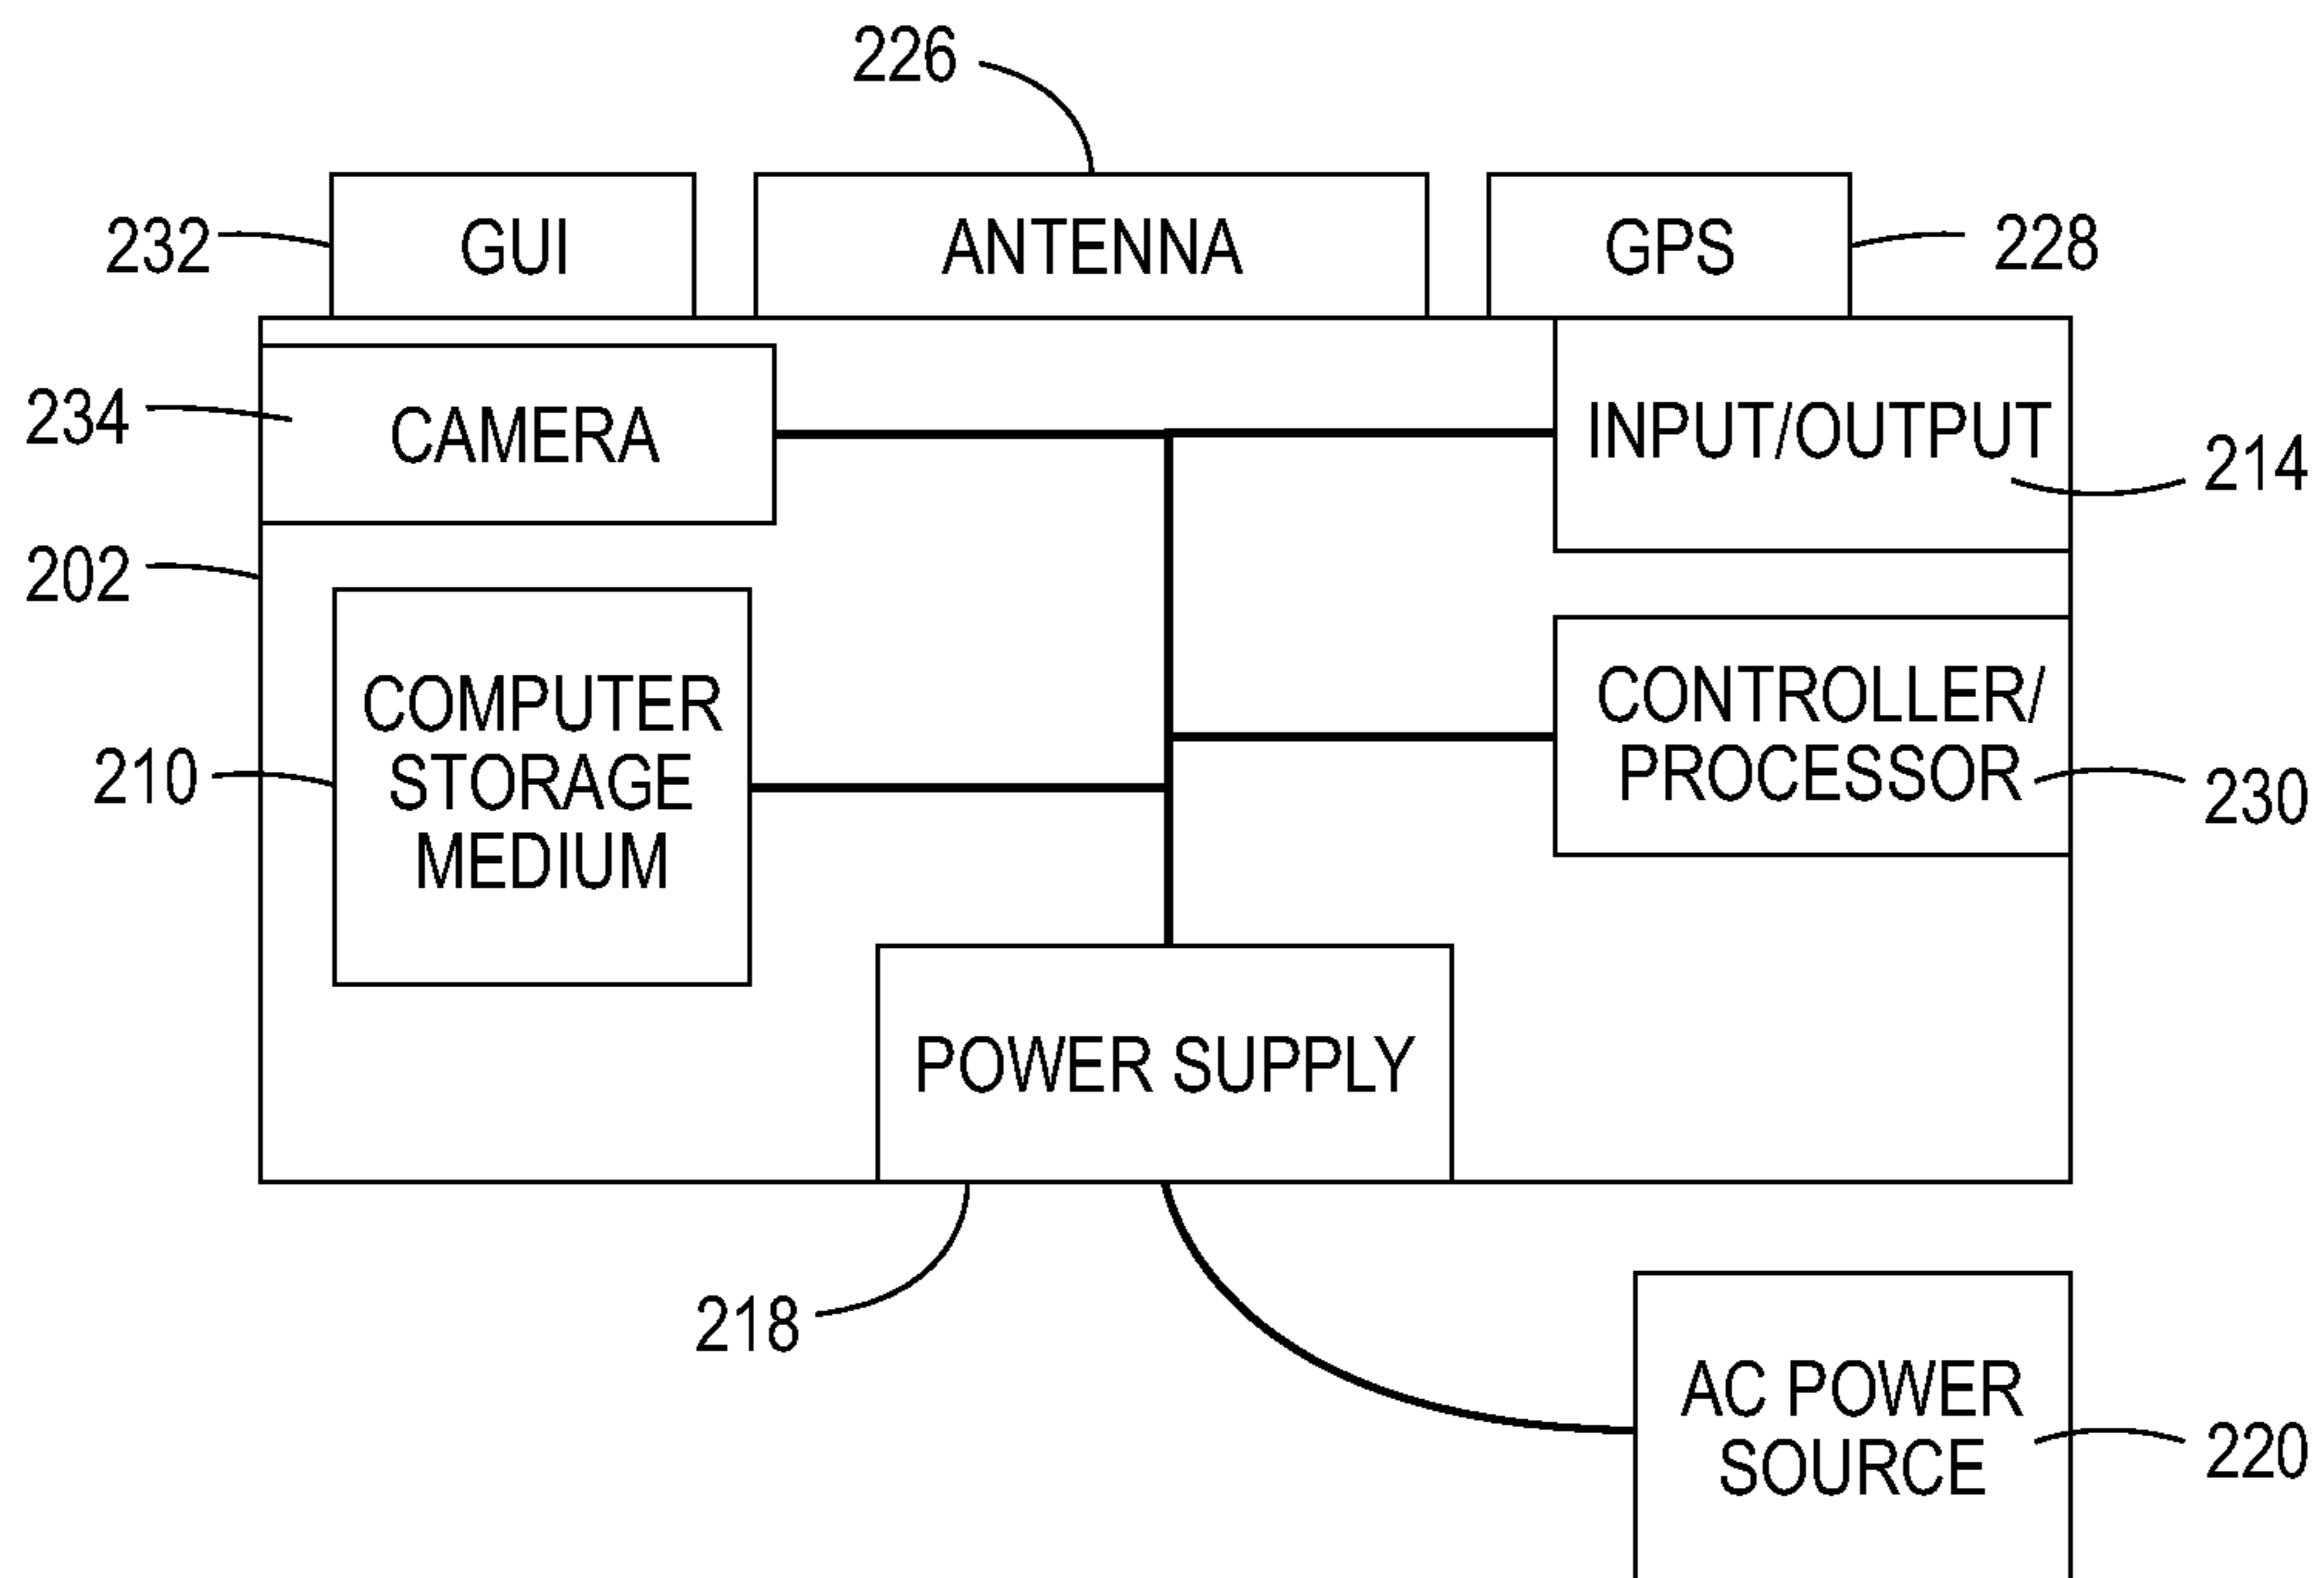 226
232
GUI
ANTENNA
GPS
228
234
CAMERA
INPUT/OUTPUT
214
202
COMPUTER
STORAGE
MEDIUM
210
CONTROLLER/
PROCESSOR
230
POWER SUPPLY
218
AC POWER
SOURCE
220